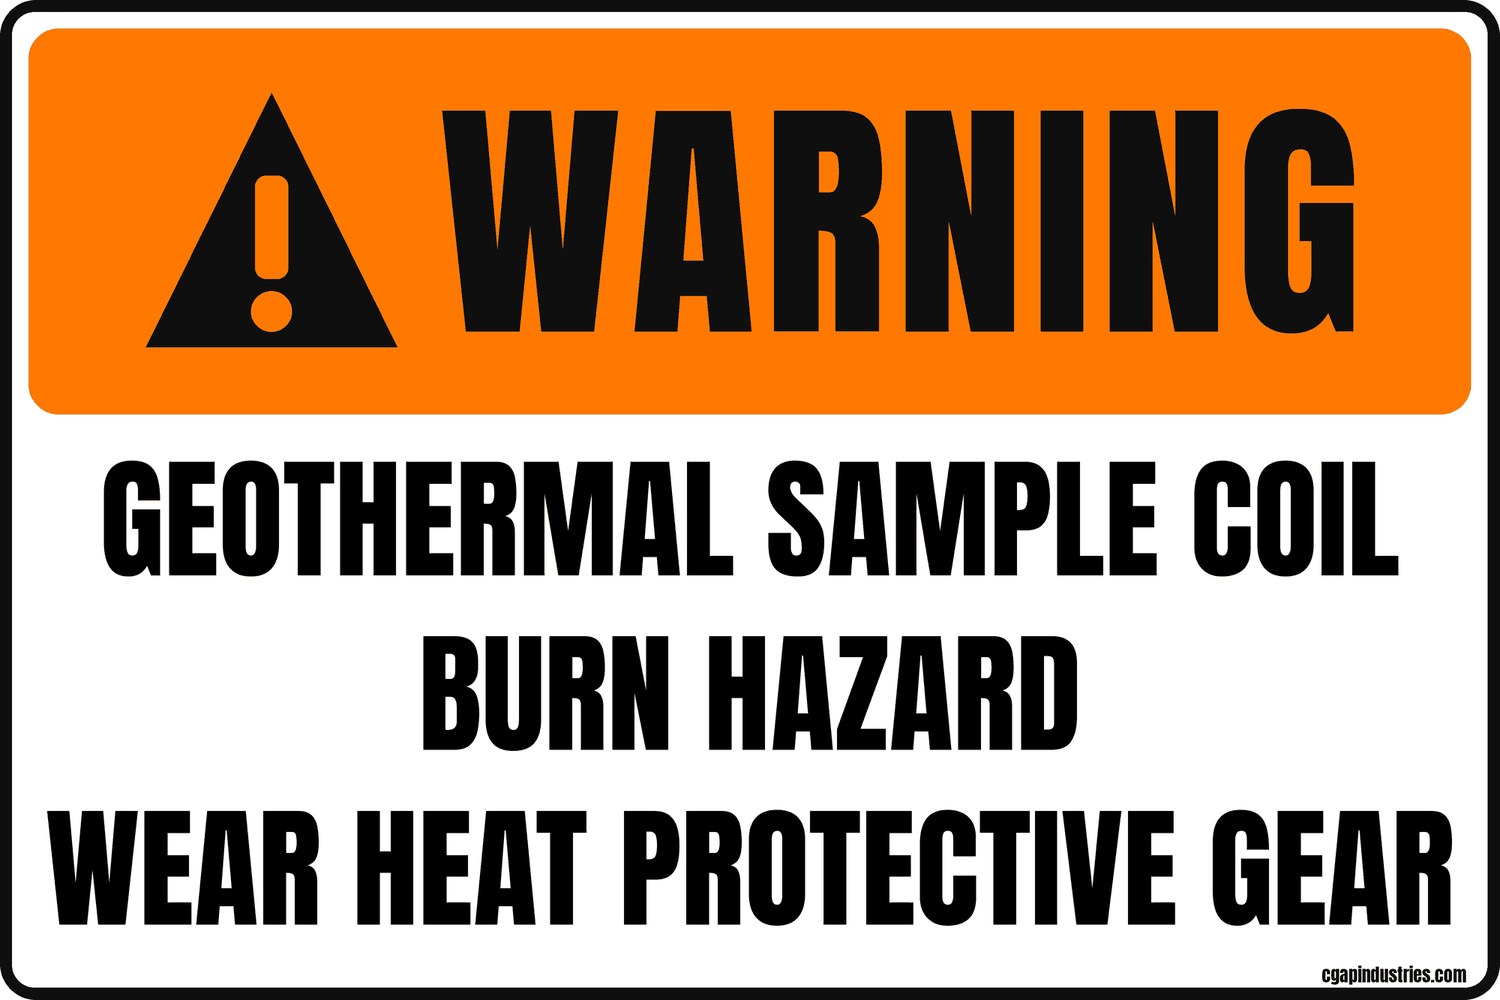 WARNING
GEOTHERMAL SAMPLE COIL
BURN HAZARD
WEAR HEAT PROTECTIVE GEAR
cgapindustries.com